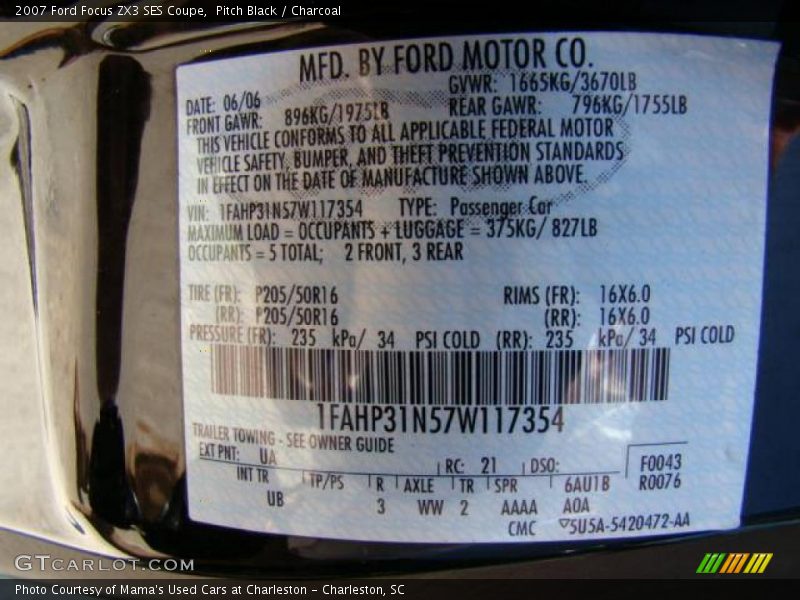 2007 Ford Focus ZX3 SES Coupe, Pitch Black / Charcoal
MFD. BY FORD MOTOR CO.
DATE: 06/06 GVWR: 1665KG/3670LB
FRONT GAWR: 896KG/1975LB REAR GAWR: 796KG/1755LB
THIS VEHICLE CONFORMS TO ALL APPLICABLE FEDERAL MOTOR
VEHICLE SAFETY, BUMPER, AND THEFT PREVENTION STANDARDS
IN EFFECT ON THE DATE OF MANUFACTURE SHOWN ABOVE.
VIN: 1FAHP31N57W117354 TYPE: Passenger Car
MAXIMUM LOAD = OCCUPANTS + LUGGAGE = 375KG/ 827LB
OCCUPANTS = 5 TOTAL; 2 FRONT, 3 REAR
TIRE (FR): P205/50R16 RIMS (FR): 16X6.0
(RR): P205/50R16 (RR): 16X6.0
PRESSURE (FR): 235 kPa/ 34 PSI COLD (RR): 235 kPa/ 34 PSI COLD
1FAHP31N57W117354
TRAILER TOWING - SEE OWNER GUIDE
EXT PNT: UA RC: 21 DSO: F0043
INT TR TP/PS R AXLE TR SPR 6AU1B R0076
UB 3 WW 2 AAAA A0A
CMC 5U5A-5420472-AA
GTCARLOT.COM
Photo Courtesy of Mama's Used Cars at Charleston - Charleston, SC